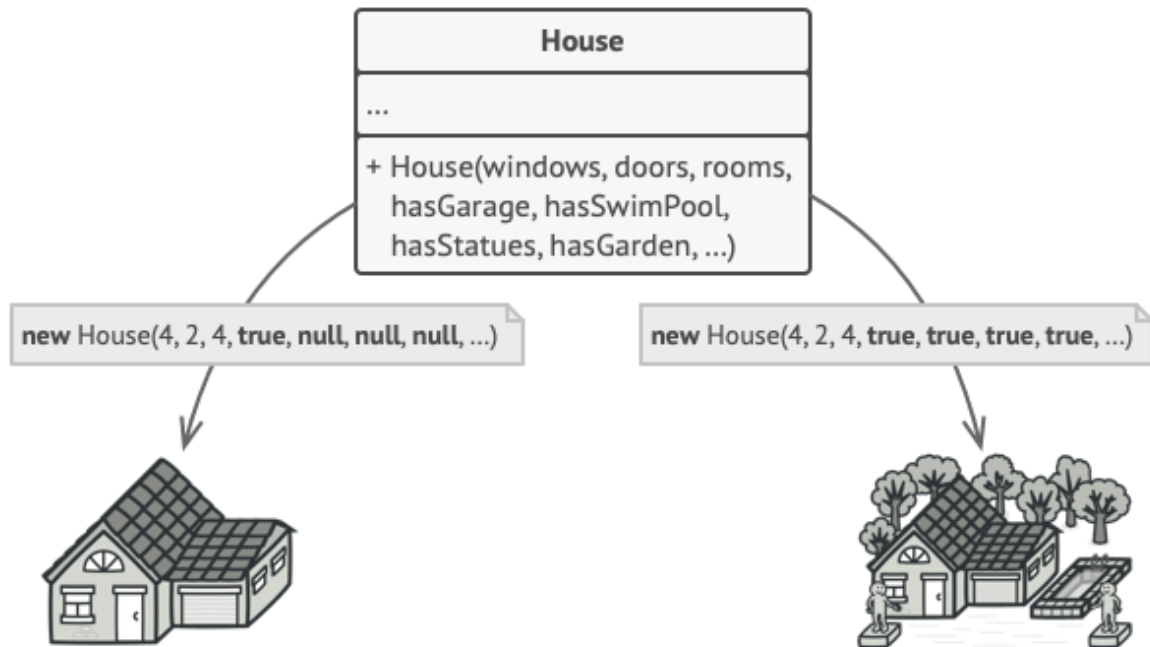 House
...
+ House(windows, doors, rooms,
hasGarage, hasSwimPool,
hasStatues, hasGarden, ...)
new House(4, 2, 4, true, null, null, null, ...)
new House(4, 2, 4, true, true, true, true, ...)